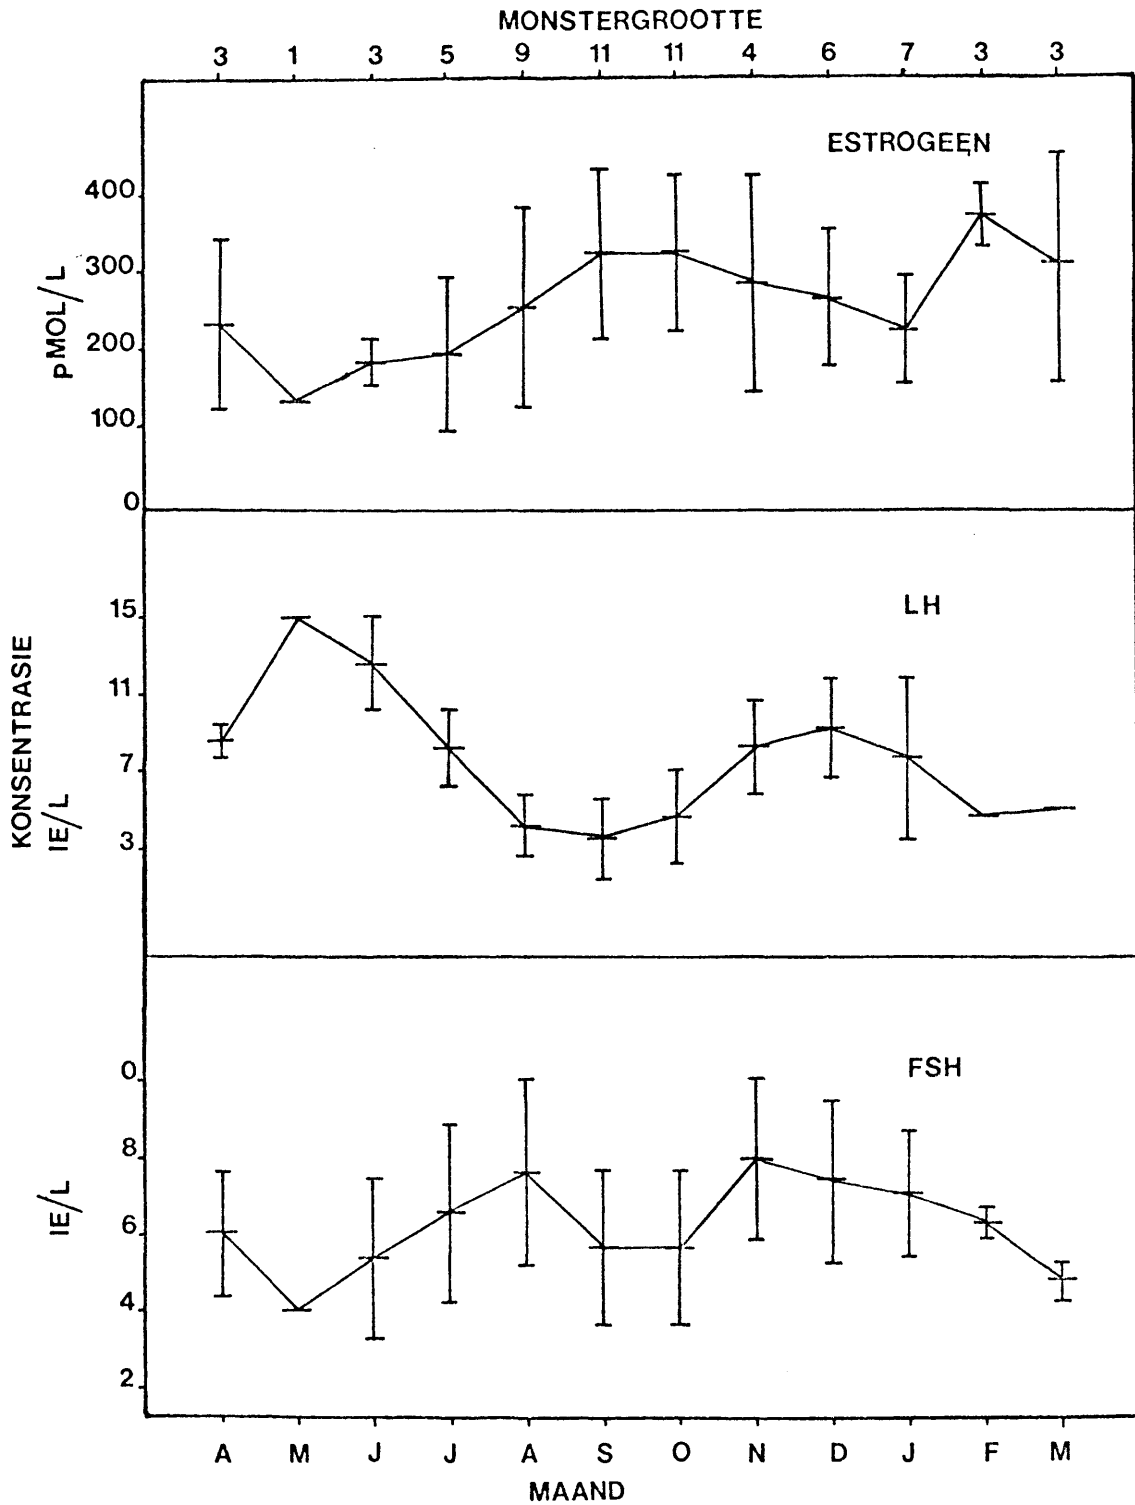 MONSTERGROOTTE
3 1 3 5 9 11 11 4 6 7 3 3
ESTROGEEN
400
300
200
100
0
pMOL/L
LH
15
11
7
3
KONSENTRASIE
IE/L
FSH
0
8
6
4
2
IE/L
A M J J A S O N D J F M
MAAND